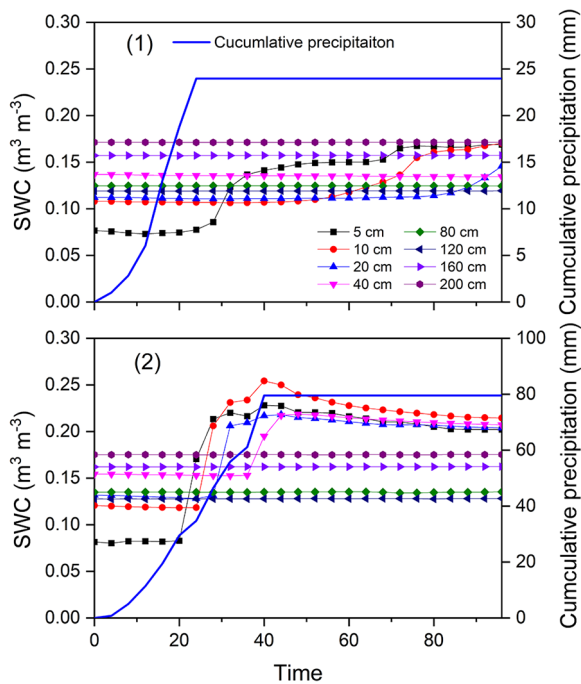 (1)
Cucumlative precipitaiton
0.30
0.25
0.20
0.15
0.10
0.05
0.00
SWC (m³ m⁻³)
30
25
20
15
10
5
0
Cucumulative precipitation (mm)
5 cm
80 cm
10 cm
120 cm
20 cm
160 cm
40 cm
200 cm
(2)
0.30
0.25
0.20
0.15
0.10
0.05
0.00
SWC (m³ m⁻³)
100
80
60
40
20
0
Cumculative precipitation (mm)
0
20
40
60
80
Time